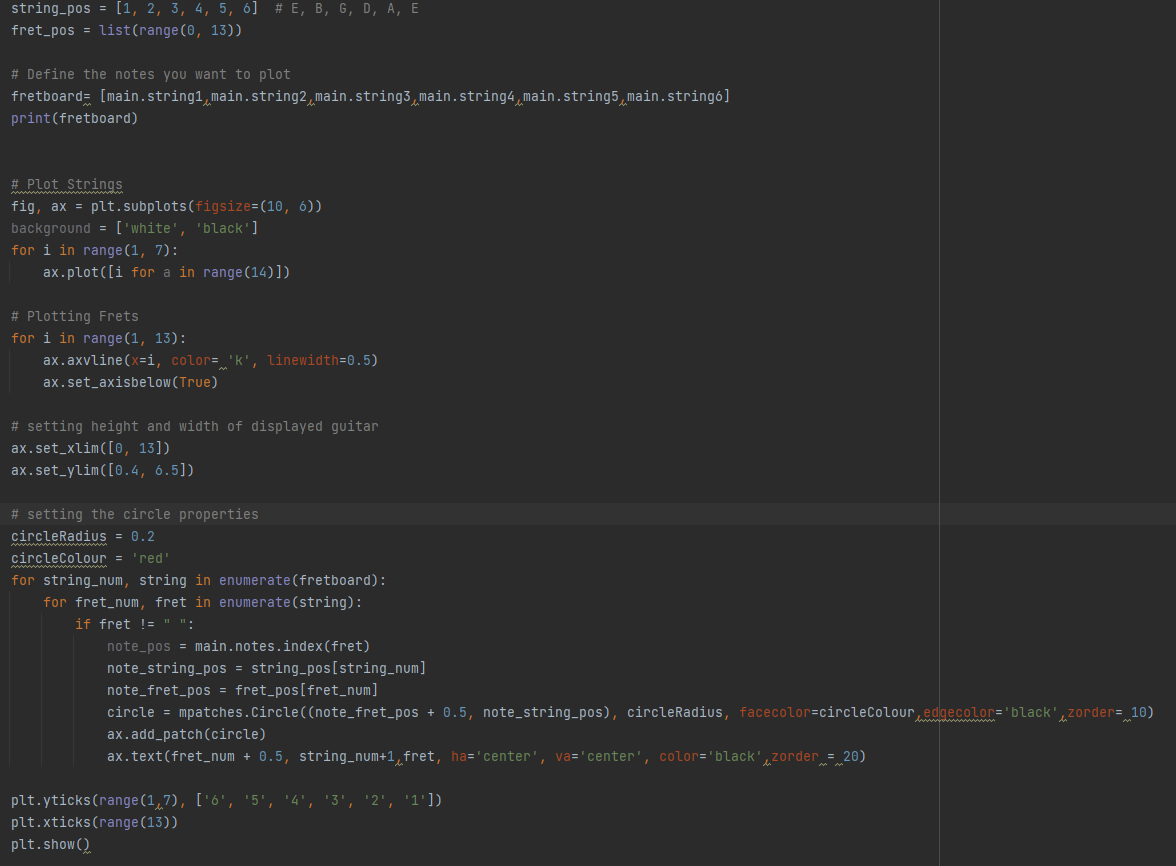 string_pos = [1, 2, 3, 4, 5, 6]  # E, B, G, D, A, E
fret_pos = list(range(0, 13))

# Define the notes you want to plot
fretboard= [main.string1,main.string2,main.string3,main.string4,main.string5,main.string6]
print(fretboard)


# Plot Strings
fig, ax = plt.subplots(figsize=(10, 6))
background = ['white', 'black']
for i in range(1, 7):
    ax.plot([i for a in range(14)])

# Plotting Frets
for i in range(1, 13):
    ax.axvline(x=i, color= 'k', linewidth=0.5)
    ax.set_axisbelow(True)

# setting height and width of displayed guitar
ax.set_xlim([0, 13])
ax.set_ylim([0.4, 6.5])

# setting the circle properties
circleRadius = 0.2
circleColour = 'red'
for string_num, string in enumerate(fretboard):
    for fret_num, fret in enumerate(string):
        if fret != " ":
            note_pos = main.notes.index(fret)
            note_string_pos = string_pos[string_num]
            note_fret_pos = fret_pos[fret_num]
            circle = mpatches.Circle((note_fret_pos + 0.5, note_string_pos), circleRadius, facecolor=circleColour,edgecolor='black',zorder= 10)
            ax.add_patch(circle)
            ax.text(fret_num + 0.5, string_num+1,fret, ha='center', va='center', color='black',zorder = 20)

plt.yticks(range(1,7), ['6', '5', '4', '3', '2', '1'])
plt.xticks(range(13))
plt.show()